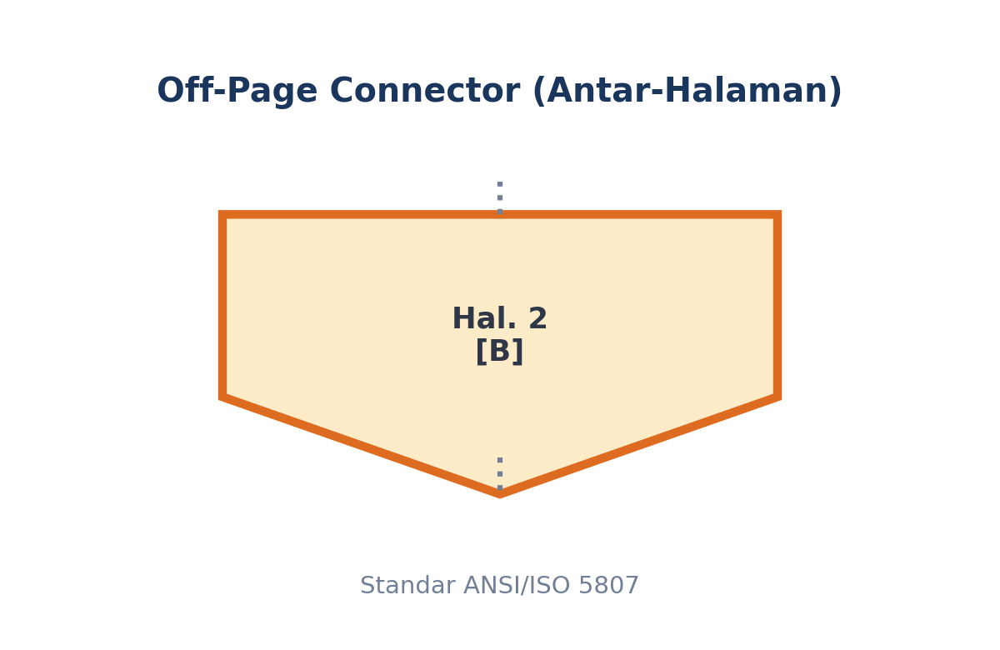 Off-Page Connector (Antar-Halaman)
Hal. 2
[B]
Standar ANSI/ISO 5807